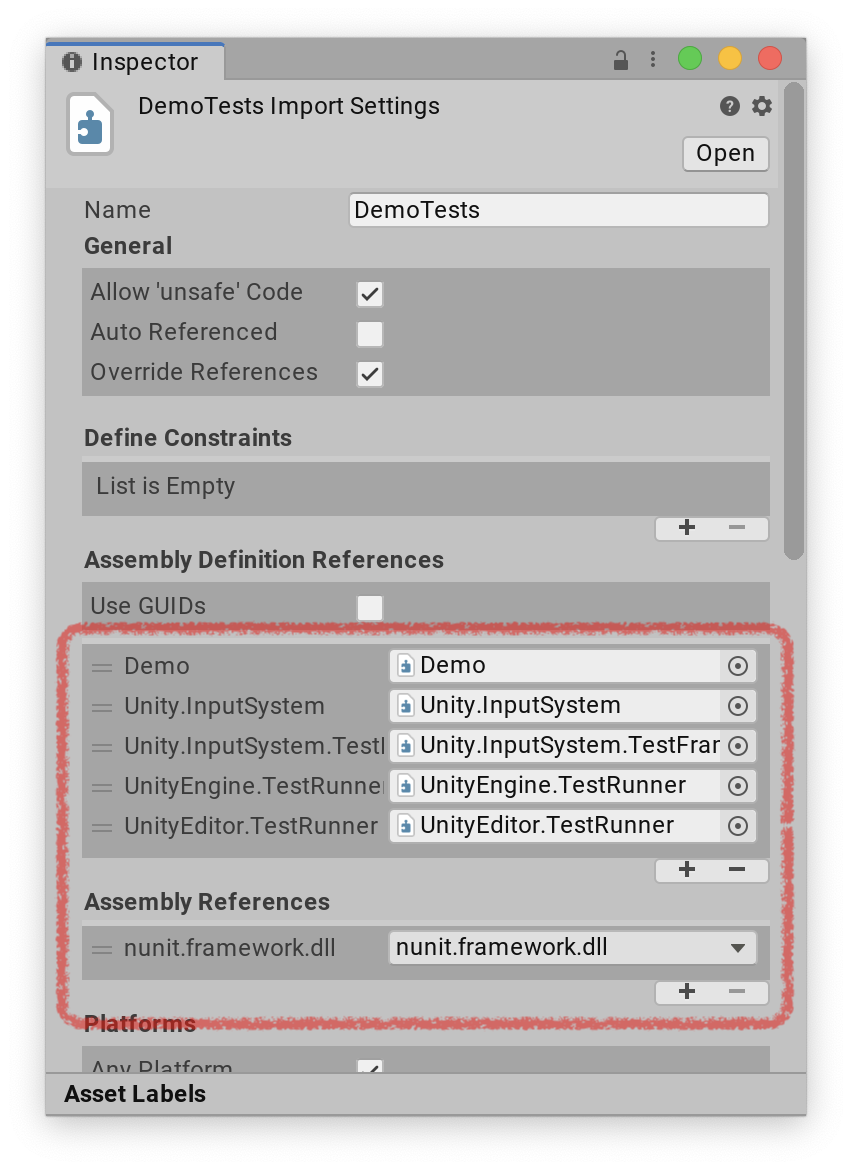 Inspector
DemoTests Import Settings
Open
Name DemoTests
General
Allow 'unsafe' Code
Auto Referenced
Override References
Define Constraints
List is Empty
Assembly Definition References
Use GUIDs
Demo Demo
Unity.InputSystem Unity.InputSystem
Unity.InputSystem.Test Unity.InputSystem.TestFra
UnityEngine.TestRunner UnityEngine.TestRunner
UnityEditor.TestRunner UnityEditor.TestRunner
Assembly References
nunit.framework.dll nunit.framework.dll
Platforms
Any Platform
Asset Labels